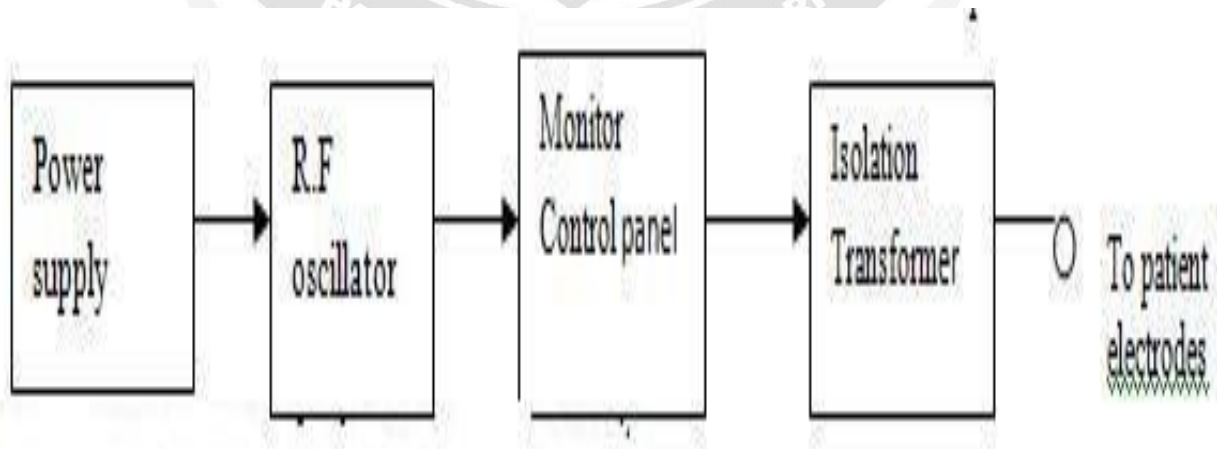 Power
supply
R.F
oscillator
Monitor
Control panel
Isolation
Transformer
To patient
electrodes